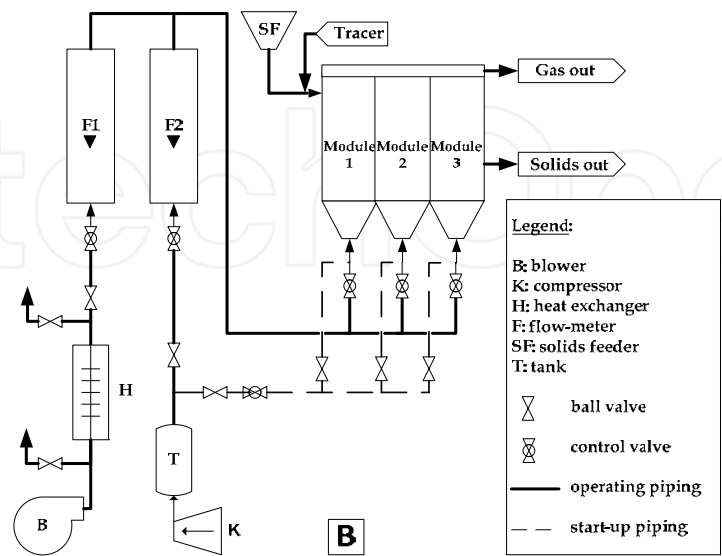 SF
Tracer
Gas out
F1
F2
Module
1
Module
2
Module
3
Solids out
Legend:
B: blower
K: compressor
H: heat exchanger
F: flow-meter
SF: solids feeder
T: tank
ball valve
control valve
operating piping
start-up piping
H
T
B
K
B